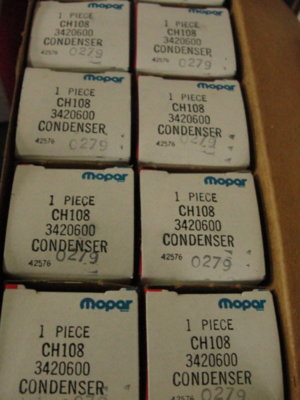 mopar
1 PIECE
CH108
3420600
CONDENSER
42576 0279
mopar
1 PIECE
CH108
3420600
CONDENSER
42576
mopar
1 PIECE
CH108
3420600
CONDENSER
42576 0279
mopar
1 PIECE
CH108
3420600
CONDENSER
42576 0279
mopar
1 PIECE
CH108
3420600
CONDENSER
42576 0279
mopar
1 PIECE
CH108
3420600
CONDENSER
42576 0279
mopar
1 PIECE
CH108
3420600
CONDENSER
mopar
1 PIECE
CH108
3420600
CONDENSER